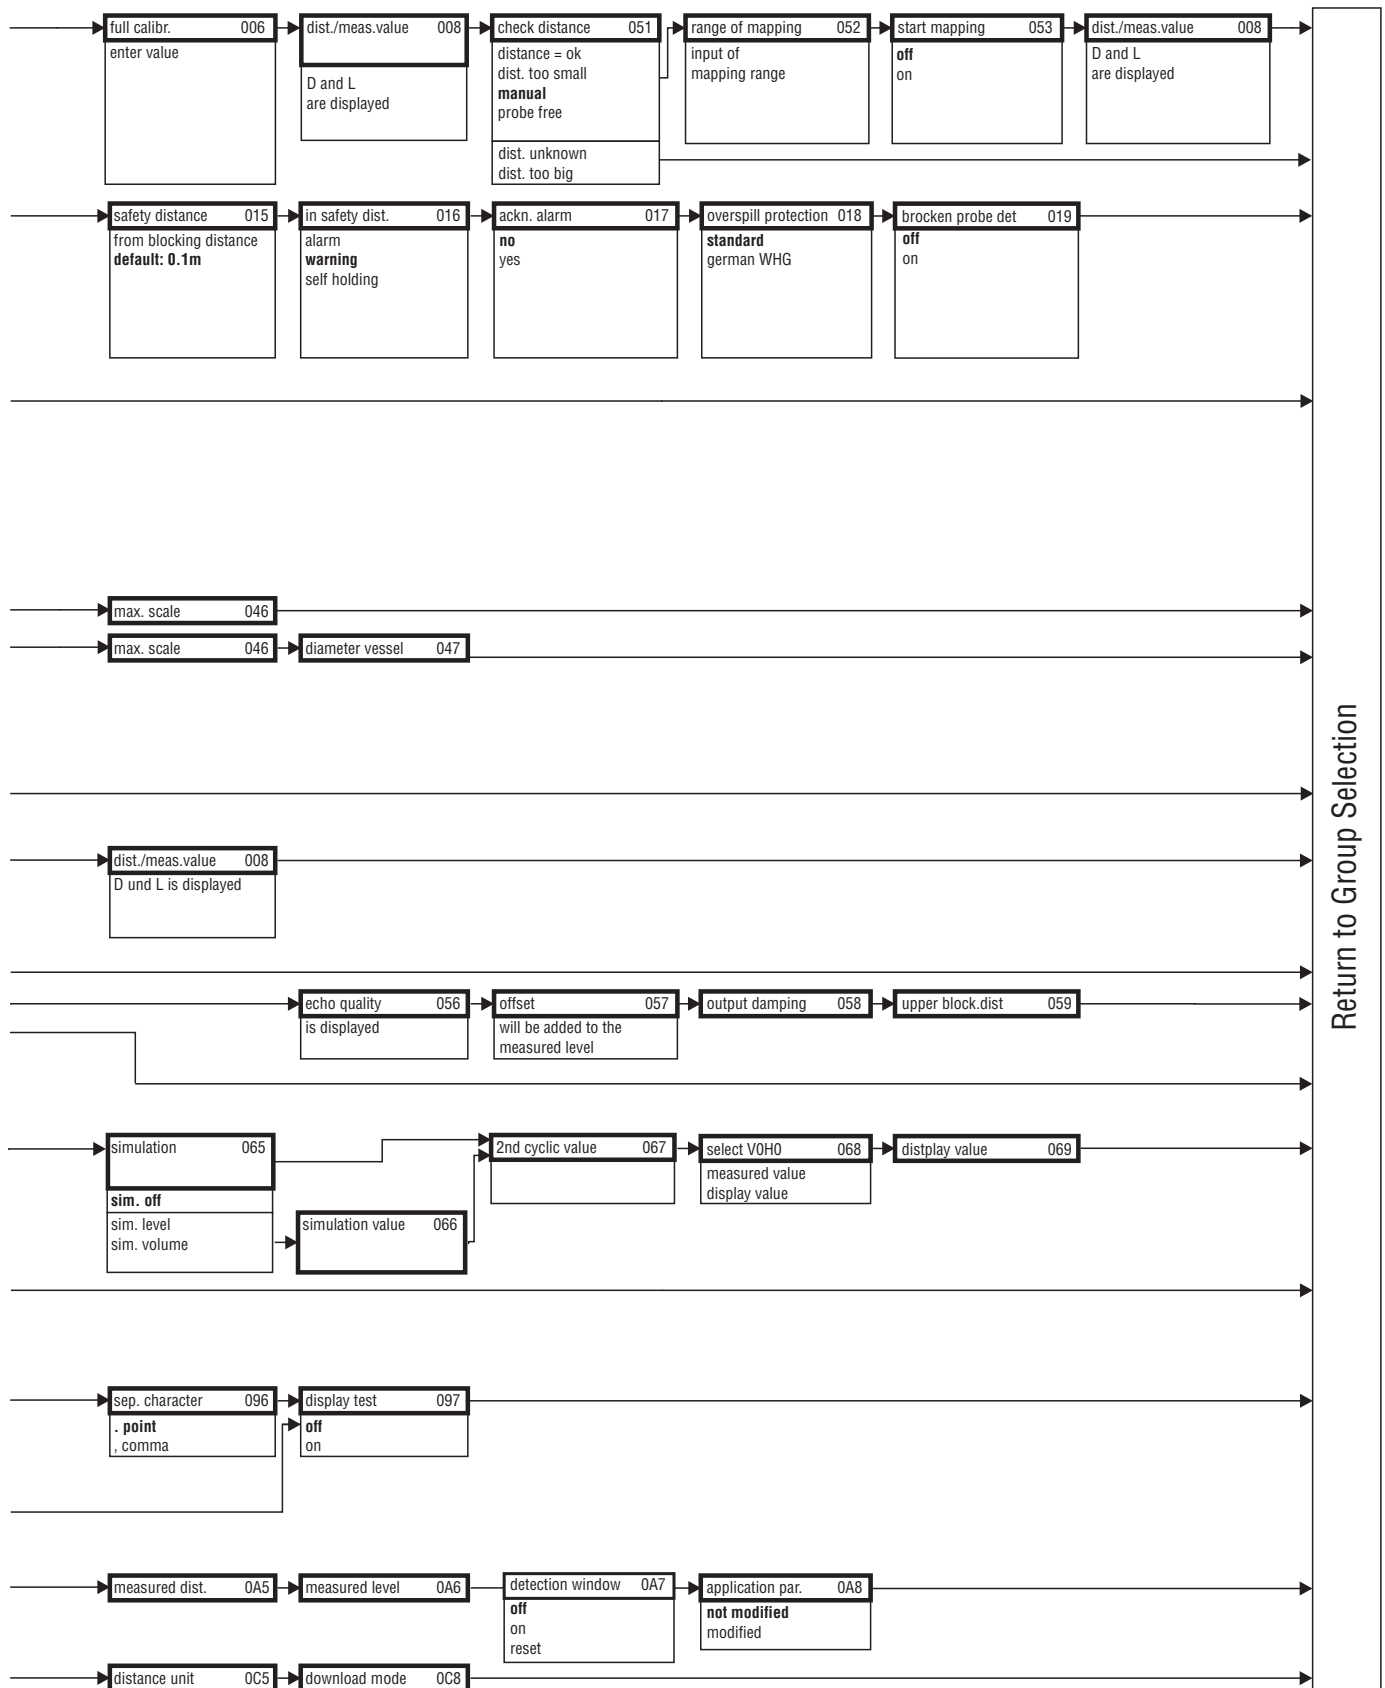 full calibr. 006
enter value
dist./meas.value 008
D and L
are displayed
check distance 051
distance = ok
dist. too small
manual
probe free
dist. unknown
dist. too big
range of mapping 052
input of
mapping range
start mapping 053
off
on
dist./meas.value 008
D and L
are displayed
safety distance 015
from blocking distance
default: 0.1m
in safety dist. 016
alarm
warning
self holding
ackn. alarm 017
no
yes
overspill protection 018
standard
german WHG
brocken probe det 019
off
on
max. scale 046
max. scale 046
diameter vessel 047
dist./meas.value 008
D und L is displayed
echo quality 056
is displayed
offset 057
will be added to the
measured level
output damping 058
upper block.dist 059
simulation 065
sim. off
sim. level
sim. volume
simulation value 066
2nd cyclic value 067
select V0H0 068
measured value
display value
distplay value 069
sep. character 096
. point
, comma
display test 097
off
on
measured dist. 0A5
measured level 0A6
detection window 0A7
off
on
reset
application par. 0A8
not modified
modified
distance unit 0C5
download mode 0C8
Return to Group Selection